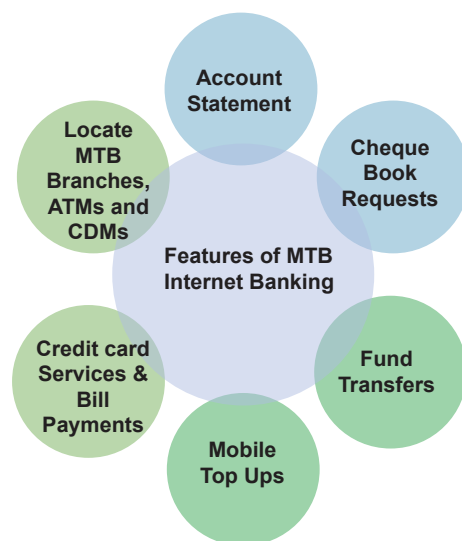 Account
Statement
Cheque
Book
Requests
Fund
Transfers
Mobile
Top Ups
Credit card
Services &
Bill
Payments
Locate
MTB
Branches,
ATMs and
CDMs
Features of MTB
Internet Banking